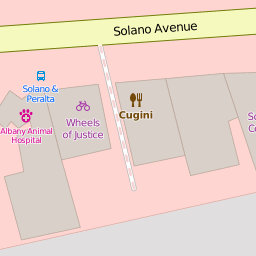 Solano Avenue
Solano &
Peralta
Cugini
Wheels
of Justice
Albany Animal
Hospital